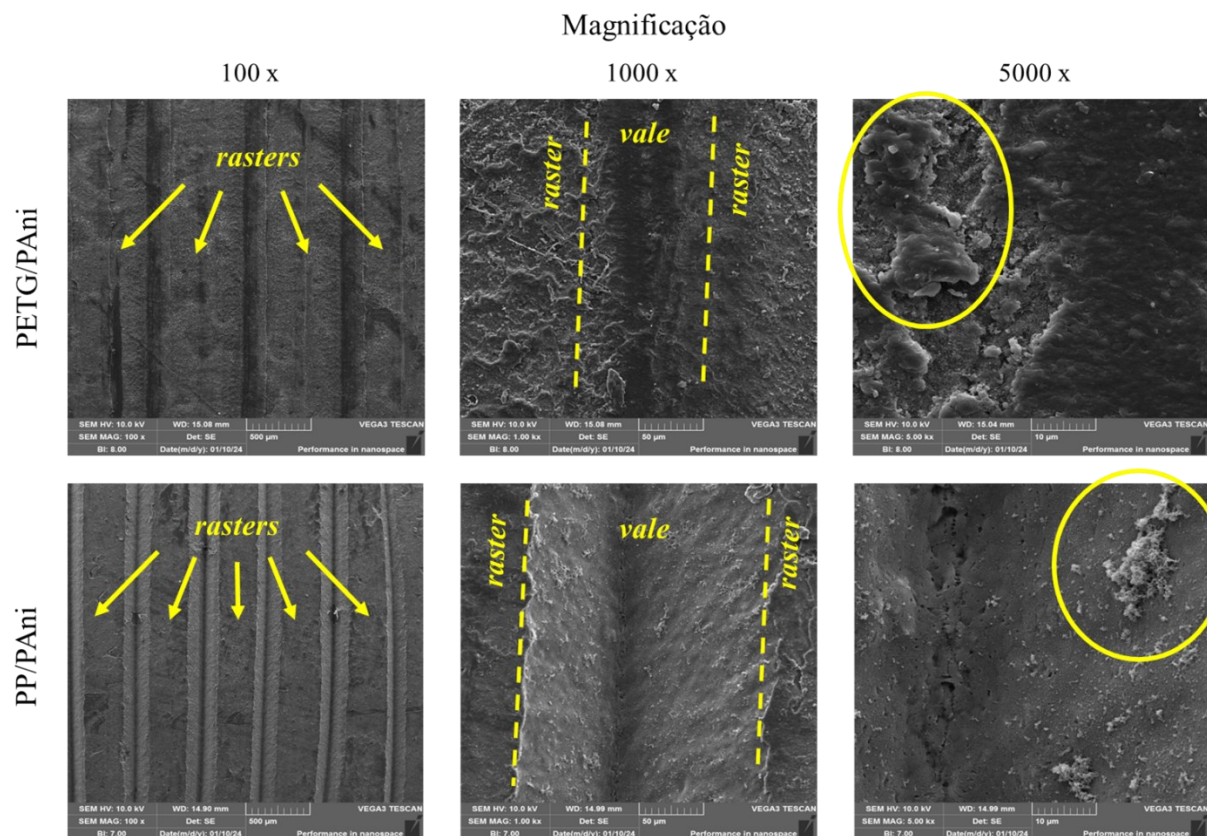 Magnificação
100 x
1000 x
5000 x
PETG/PAni
rasters
raster
vale
raster
SEM HV: 10.0 kV WD: 15.08 mm VEGA3 TESCAN
SEM MAG: 100 x Det: SE 500 µm
BI: 8.00 Date(m/d/y): 01/10/24 Performance in nanospace
SEM HV: 10.0 kV WD: 15.08 mm VEGA3 TESCAN
SEM MAG: 1.00 kx Det: SE 50 µm
BI: 8.00 Date(m/d/y): 01/10/24 Performance in nanospace
SEM HV: 10.0 kV WD: 15.04 mm VEGA3 TESCAN
SEM MAG: 5.00 kx Det: SE 10 µm
BI: 8.00 Date(m/d/y): 01/10/24 Performance in nanospace
PP/PAni
rasters
raster
vale
raster
SEM HV: 10.0 kV WD: 14.90 mm VEGA3 TESCAN
SEM MAG: 100 x Det: SE 500 µm
BI: 7.00 Date(m/d/y): 01/10/24 Performance in nanospace
SEM HV: 10.0 kV WD: 14.99 mm VEGA3 TESCAN
SEM MAG: 1.00 kx Det: SE 50 µm
BI: 7.00 Date(m/d/y): 01/10/24 Performance in nanospace
SEM HV: 10.0 kV WD: 14.99 mm VEGA3 TESCAN
SEM MAG: 5.00 kx Det: SE 10 µm
BI: 7.00 Date(m/d/y): 01/10/24 Performance in nanospace